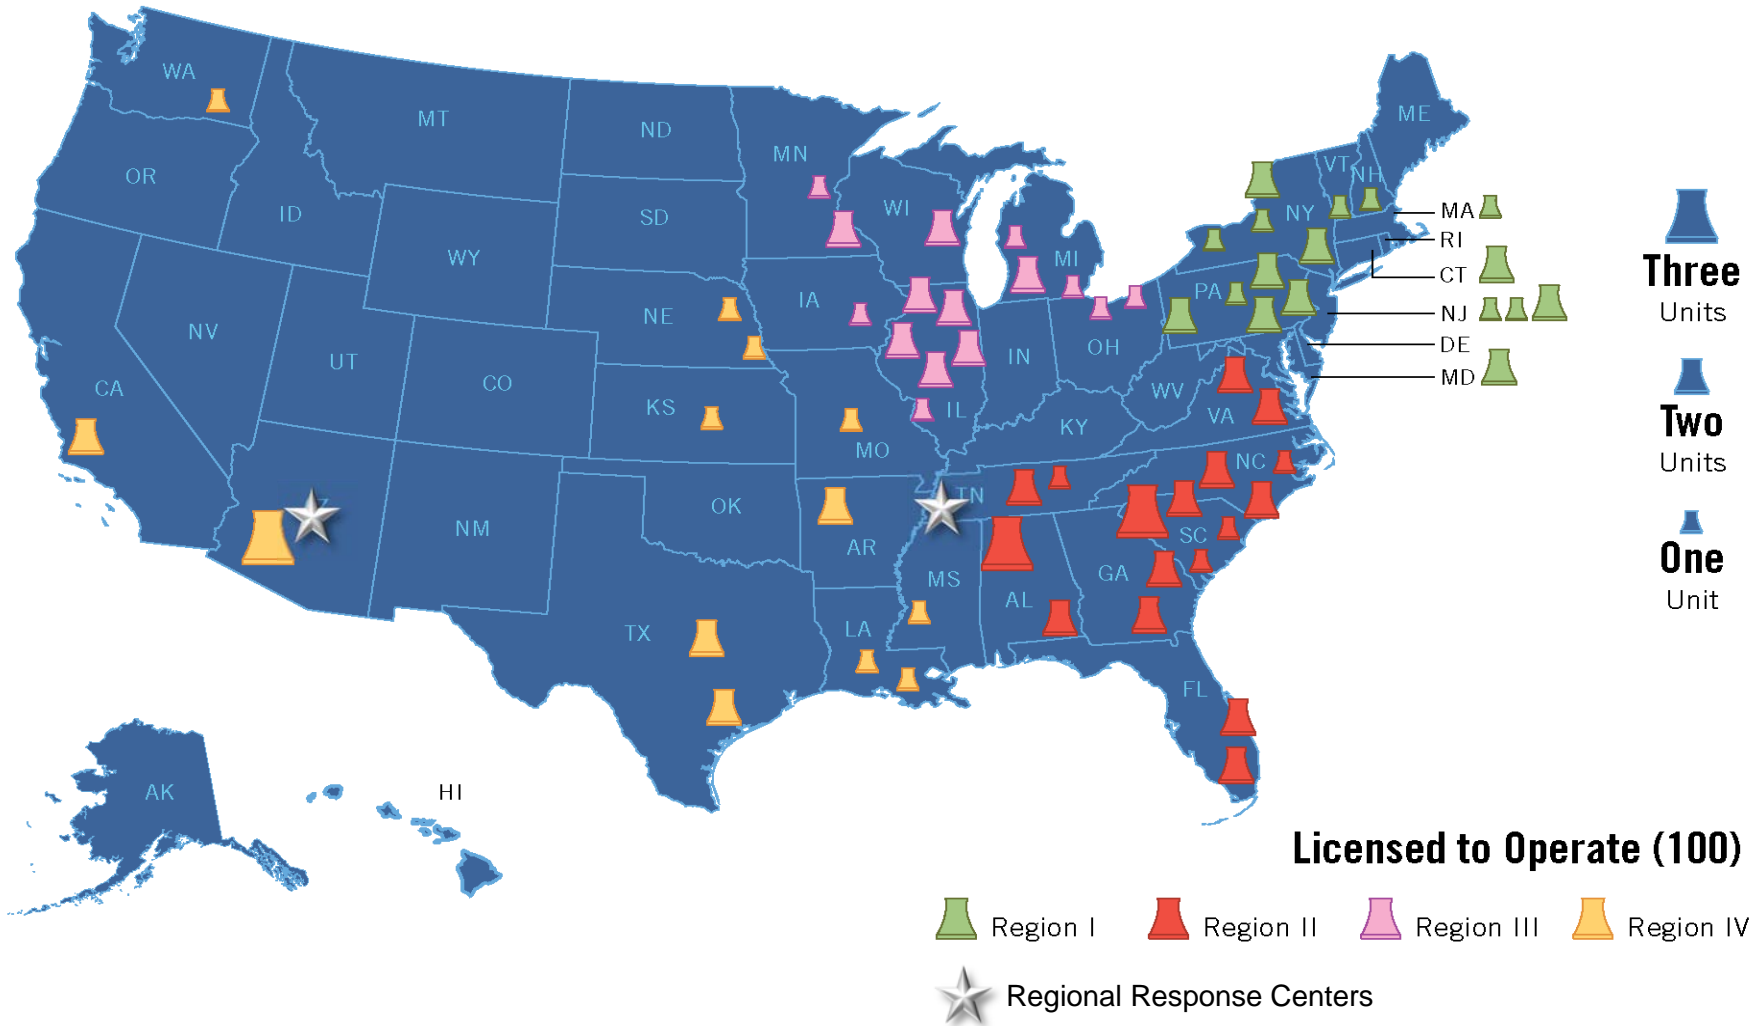 WA
MT
ND
MN
ME
OR
ID
SD
WI
VT
NH
NY
MA
RI
CT
NJ
DE
MD
WY
MI
PA
IA
NE
NV
UT
CO
CA
KS
MO
IL
IN
OH
WV
VA
KY
NC
TN
OK
NM
AR
SC
MS
AL
GA
TX
LA
FL
AK
HI
Three
Units
Two
Units
One
Unit
Licensed to Operate (100)
Region I
Region II
Region III
Region IV
Regional Response Centers